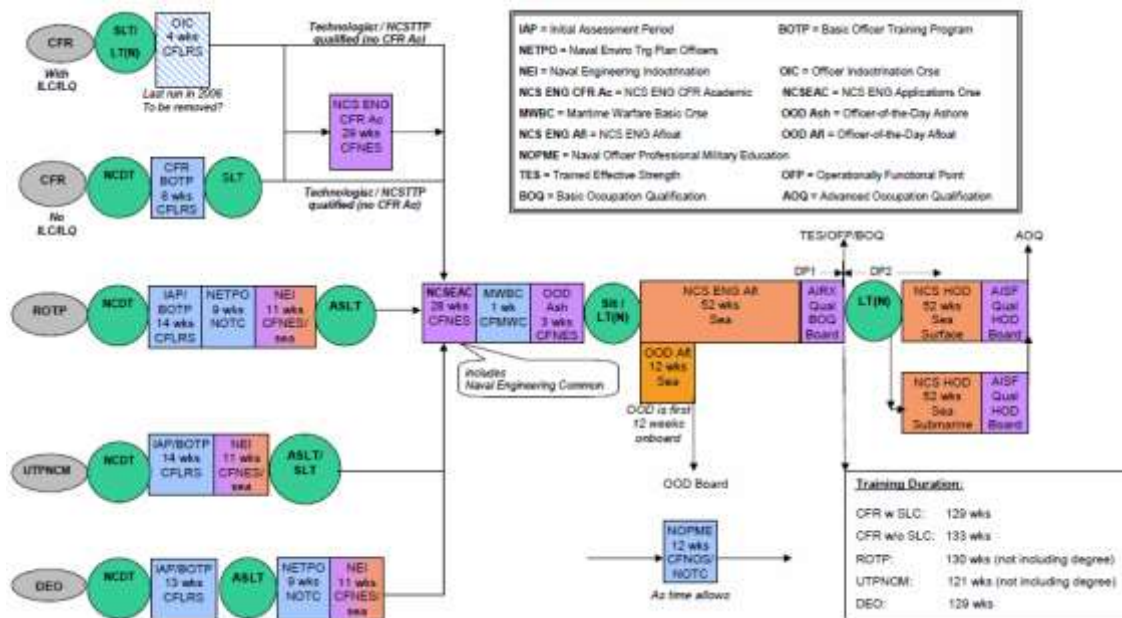 CFR
With
ILC/ILQ
SLT/
LT(N)
OIC
4 wks
CFLRS
Last run in 2006
To be removed?
Technologist / NCSTTP
qualified (no CFR Ac)
NCS ENG
CFR Ac
28 wks
CFNES
Technologist / NCSTTP
qualified (no CFR Ac)
CFR
No
ILC/ILQ
NCDT
CFR
BOTP
8 wks
CFLRS
SLT
IAP = Initial Assessment Period
BOTP = Basic Officer Training Program
NETPO = Naval Enviro Trg Plan Officers
NEI = Naval Engineering Indoctrination
OIC = Officer Indoctrination Crse
NCS ENG CFR Ac = NCS ENG CFR Academic
NCSEAC = NCS ENG Applications Crse
MWBC = Maritime Warfare Basic Crse
OOD Ash = Officer-of-the-Day Ashore
NCS ENG Afl = NCS ENG Afloat
OOD Afl = Officer-of-the-Day Afloat
NOPME = Naval Officer Professional Military Education
TES = Trained Effective Strength
OFP = Operationally Functional Point
BOQ = Basic Occupation Qualification
AOQ = Advanced Occupation Qualification
ROTP
NCDT
IAP/
BOTP
14 wks
CFLRS
NETPO
9 wks
NOTC
NEI
11 wks
CFNES/
sea
ASLT
NCSEAC
28 wks
CFNES
MWBC
1 wk
CFMWC
OOD
Ash
3 wks
CFNES
Slt /
LT(N)
NCS ENG Afl
52 wks
Sea
TES/OFP/BOQ
DP1
DP2
AIRX
Qual
BOQ
Board
LT(N)
AOQ
NCS HOD
52 wks
Sea
Surface
AISF
Qual
HOD
Board
includes
Naval Engineering Common
OOD Afl
12 wks
Sea
OOD is first
12 weeks
onboard
OOD Board
NCS HOD
52 wks
Sea
Submarine
AISF
Qual
HOD
Board
UTPNCM
NCDT
IAP/BOTP
14 wks
CFLRS
NEI
11 wks
CFNES/
sea
ASLT/
SLT
DEO
NCDT
IAP/BOTP
13 wks
CFLRS
ASLT
NETPO
9 wks
NOTC
NEI
11 wks
CFNES/
sea
NOPME
12 wks
CFNOS/
NOTC
As time allows
Training Duration:
CFR w SLC: 129 wks
CFR w/o SLC: 133 wks
ROTP: 130 wks (not including degree)
UTPNCM: 121 wks (not including degree)
DEO: 129 wks